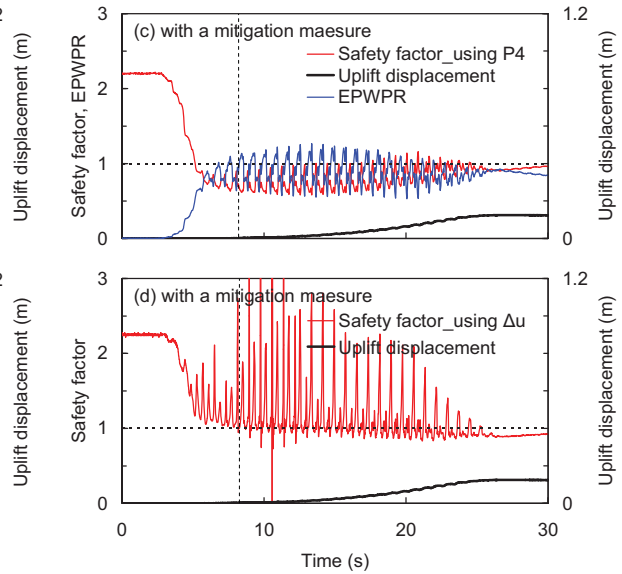 .2
3
(c) with a mitigation maesure
1.2
Safety factor_using P4
Uplift displacement
EPWPR
2
1
0
0
Uplift displacement (m)
Safety factor, EPWPR
Uplift displacement (m)
.2
3
(d) with a mitigation maesure
1.2
Safety factor_using Δu
Uplift displacement
2
1
0
0
Uplift displacement (m)
Safety factor
Uplift displacement (m)
0
10
20
30
Time (s)